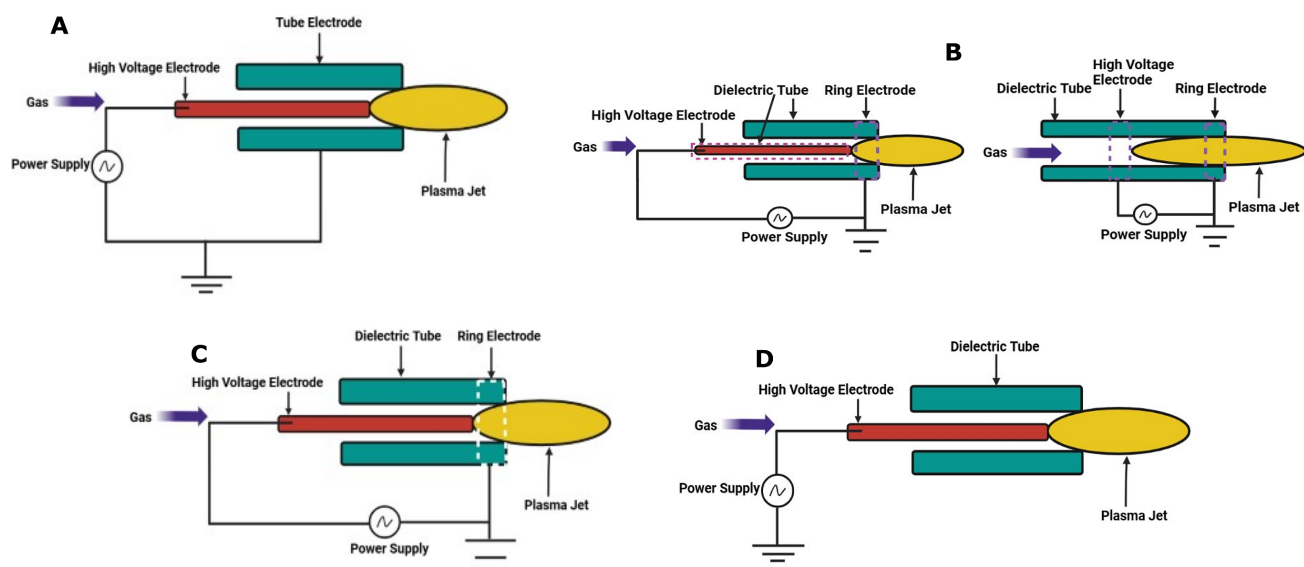 A
Tube Electrode
High Voltage Electrode
Gas
Power Supply
Plasma Jet
B
Dielectric Tube
Ring Electrode
High Voltage Electrode
Gas
Plasma Jet
Power Supply
High Voltage
Electrode
Dielectric Tube
Ring Electrode
Gas
Plasma Jet
Power Supply
C
Dielectric Tube
Ring Electrode
High Voltage Electrode
Gas
Plasma Jet
Power Supply
D
Dielectric Tube
High Voltage Electrode
Gas
Power Supply
Plasma Jet